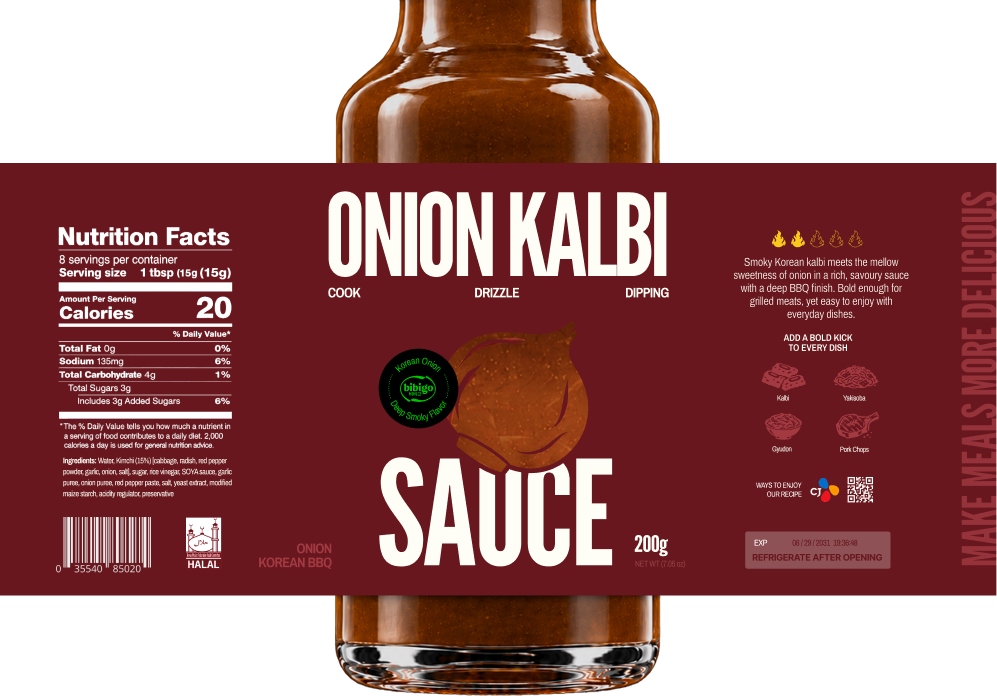 Nutrition Facts
8 servings per container
Serving size 1 tbsp (15g (15g)
Amount Per Serving
Calories 20
% Daily Value*
Total Fat 0g 0%
Sodium 135mg 6%
Total Carbohydrate 4g 1%
Total Sugars 3g
Includes 3g Added Sugars 6%
*The % Daily Value tells you how much a nutrient in
a serving of food contributes to a daily diet. 2,000
calories a day is used for general nutrition advice.
Ingredients: Water, Kimchi (15%) [cabbage, radish, red pepper
powder, garlic, onion, salt], sugar, rice vinegar, SOYA sauce, garlic
puree, onion puree, red pepper paste, salt, yeast extract, modified
maize starch, acidity regulator, preservative
0 35540 85020
حلال
HALAL
ONION
KOREAN BBQ
ONION KALBI
COOK DRIZZLE DIPPING
Korean Onion
bibigo
Deep Smoky Flavor
SAUCE
200g
NET WT (7.05 oz)
Smoky Korean kalbi meets the mellow
sweetness of onion in a rich, savoury sauce
with a deep BBQ finish. Bold enough for
grilled meats, yet easy to enjoy with
everyday dishes.
ADD A BOLD KICK
TO EVERY DISH
Kalbi Yakisoba
Gyudon Pork Chops
WAYS TO ENJOY
OUR RECIPE
CJ
EXP 08 / 29 / 2031 19:36:48
REFRIGERATE AFTER OPENING
MAKE MEALS MORE DELICIOUS